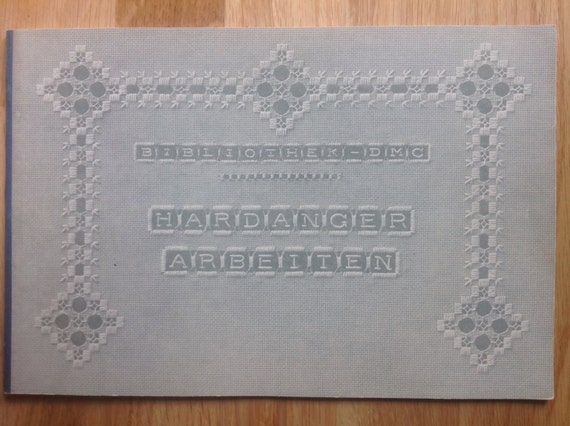 BIBLIOTHEK-DMC
HARDANGER
ARBEITEN